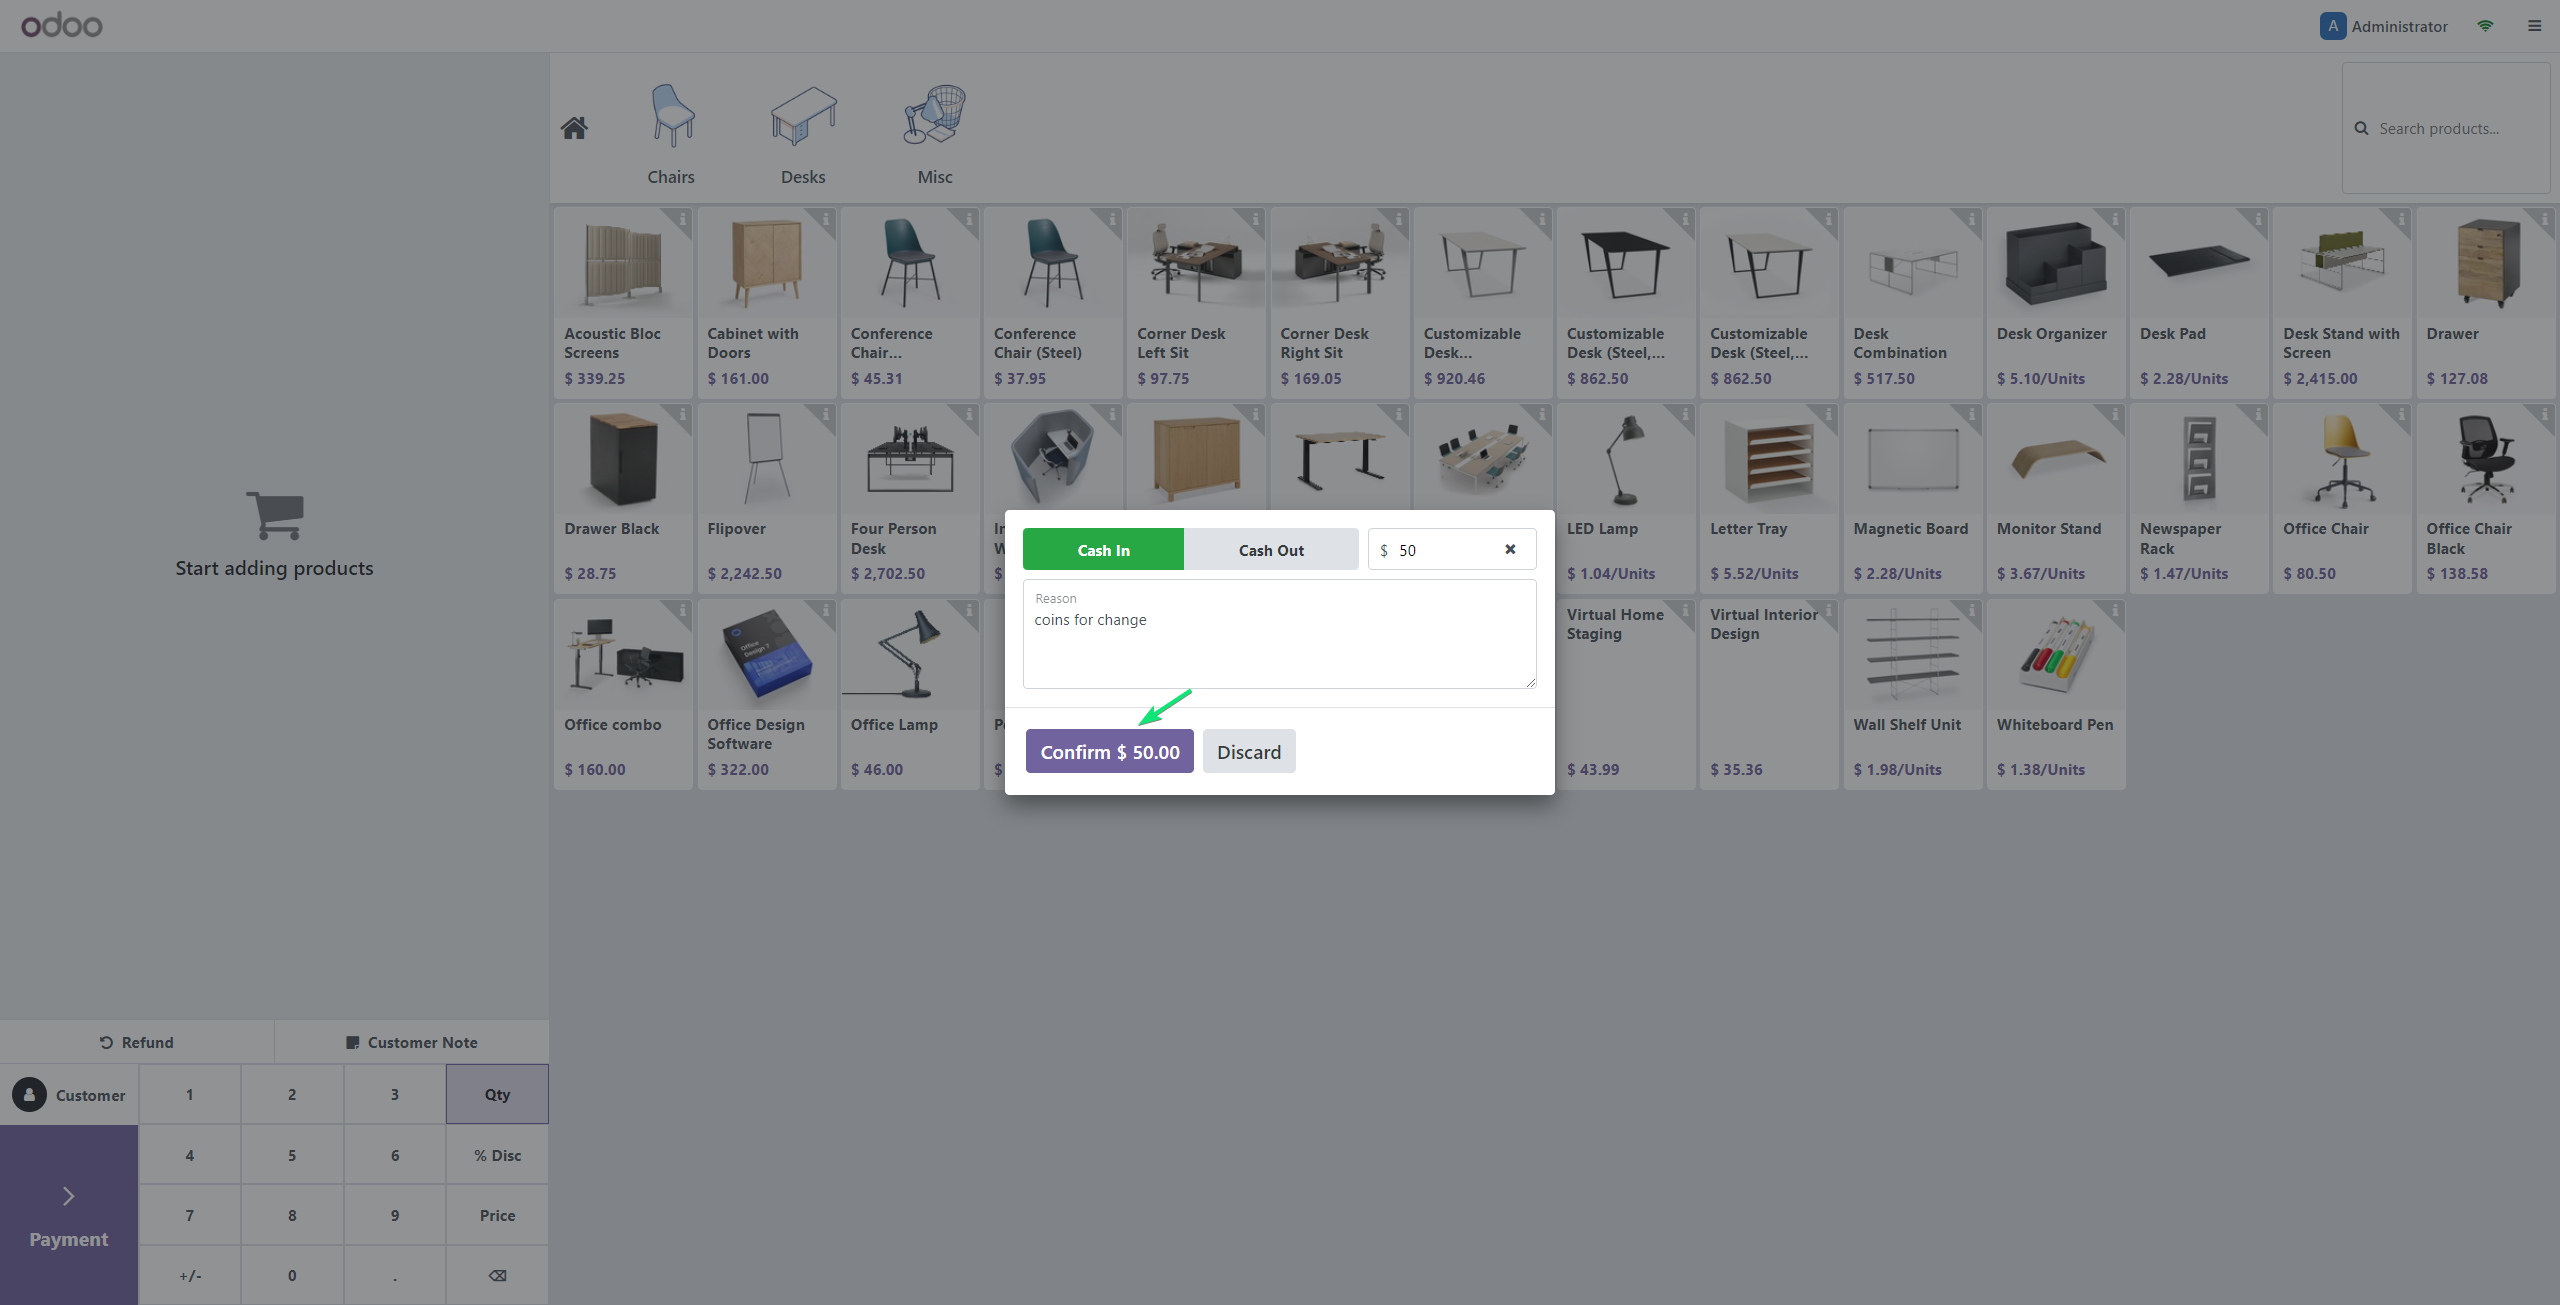 odoo
A Administrator
Chairs
Desks
Misc
Search products...
Acoustic Bloc
Screens
$ 339.25
Cabinet with
Doors
$ 161.00
Conference
Chair...
$ 45.31
Conference
Chair (Steel)
$ 37.95
Corner Desk
Left Sit
$ 97.75
Corner Desk
Right Sit
$ 169.05
Customizable
Desk...
$ 920.46
Customizable
Desk (Steel,...
$ 862.50
Customizable
Desk (Steel,...
$ 862.50
Desk
Combination
$ 517.50
Desk Organizer
$ 5.10/Units
Desk Pad
$ 2.28/Units
Desk Stand with
Screen
$ 2,415.00
Drawer
$ 127.08
Drawer Black
$ 28.75
Flipover
$ 2,242.50
Four Person
Desk
$ 2,702.50
LED Lamp
$ 1.04/Units
Letter Tray
$ 5.52/Units
Magnetic Board
$ 2.28/Units
Monitor Stand
$ 3.67/Units
Newspaper
Rack
$ 1.47/Units
Office Chair
$ 80.50
Office Chair
Black
$ 138.58
Office combo
$ 160.00
Office Design
Software
$ 322.00
Office Lamp
$ 46.00
Virtual Home
Staging
$ 43.99
Virtual Interior
Design
$ 35.36
Wall Shelf Unit
$ 1.98/Units
Whiteboard Pen
$ 1.38/Units
Office
Design 7
Cash In
Cash Out
$ 50
Reason
coins for change
Confirm $ 50.00
Discard
Start adding products
Refund
Customer Note
Customer
1 2 3 Qty
4 5 6 % Disc
7 8 9 Price
+/- 0 .
Payment